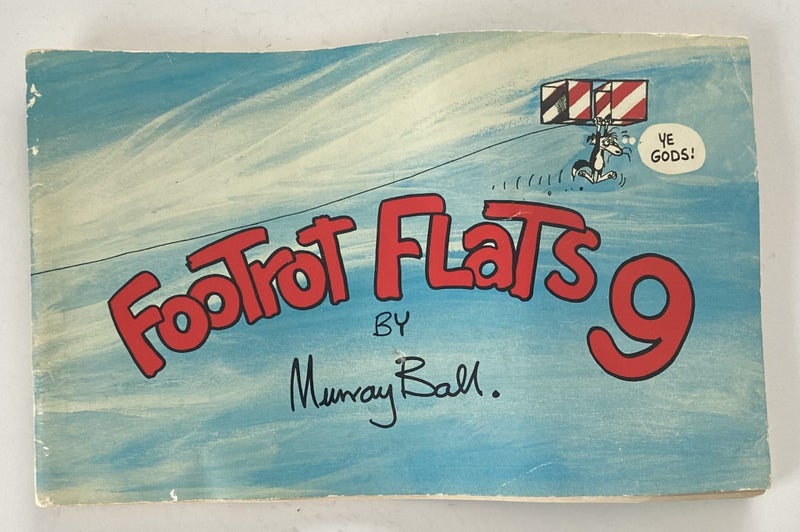 YE
GODS!
FOOTROT FLATS 9
BY
Murray Ball.